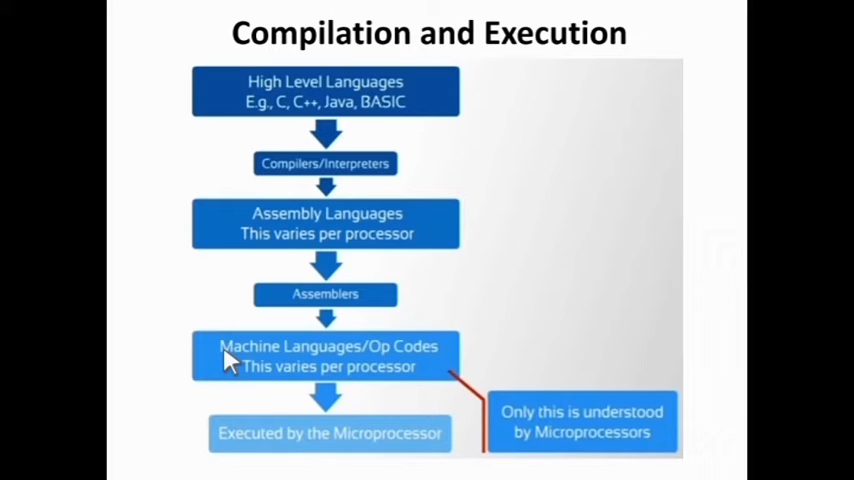 Compilation and Execution
High Level Languages
E.g., C, C++, Java, BASIC
Compilers/Interpreters
Assembly Languages
This varies per processor
Assemblers
Machine Languages/Op Codes
This varies per processor
Only this is understood
by Microprocessors
Executed by the Microprocessor